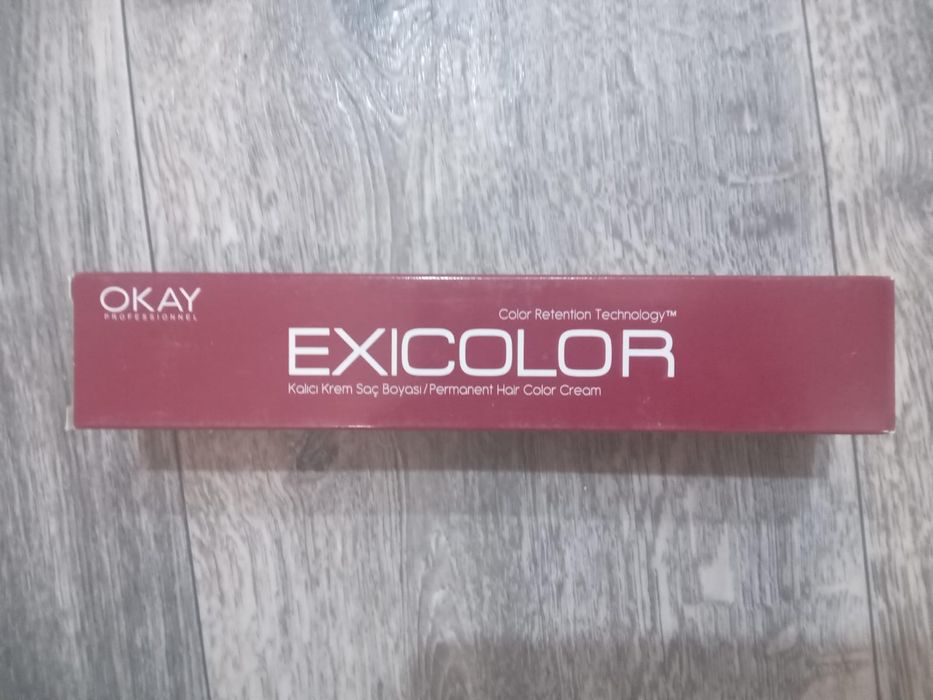 OKAY
PROFESSIONNEL
Color Retention Technology™
EXICOLOR
Kalıcı Krem Saç Boyası/Permanent Hair Color Cream